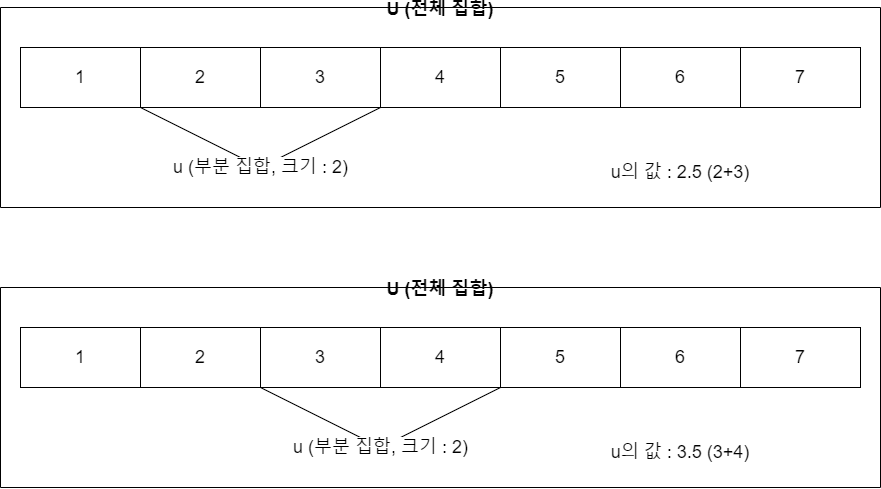 U (전체 집합)
1 2 3 4 5 6 7
u (부분 집합, 크기 : 2)
u의 값 : 2.5 (2+3)
U (전체 집합)
1 2 3 4 5 6 7
u (부분 집합, 크기 : 2)
u의 값 : 3.5 (3+4)